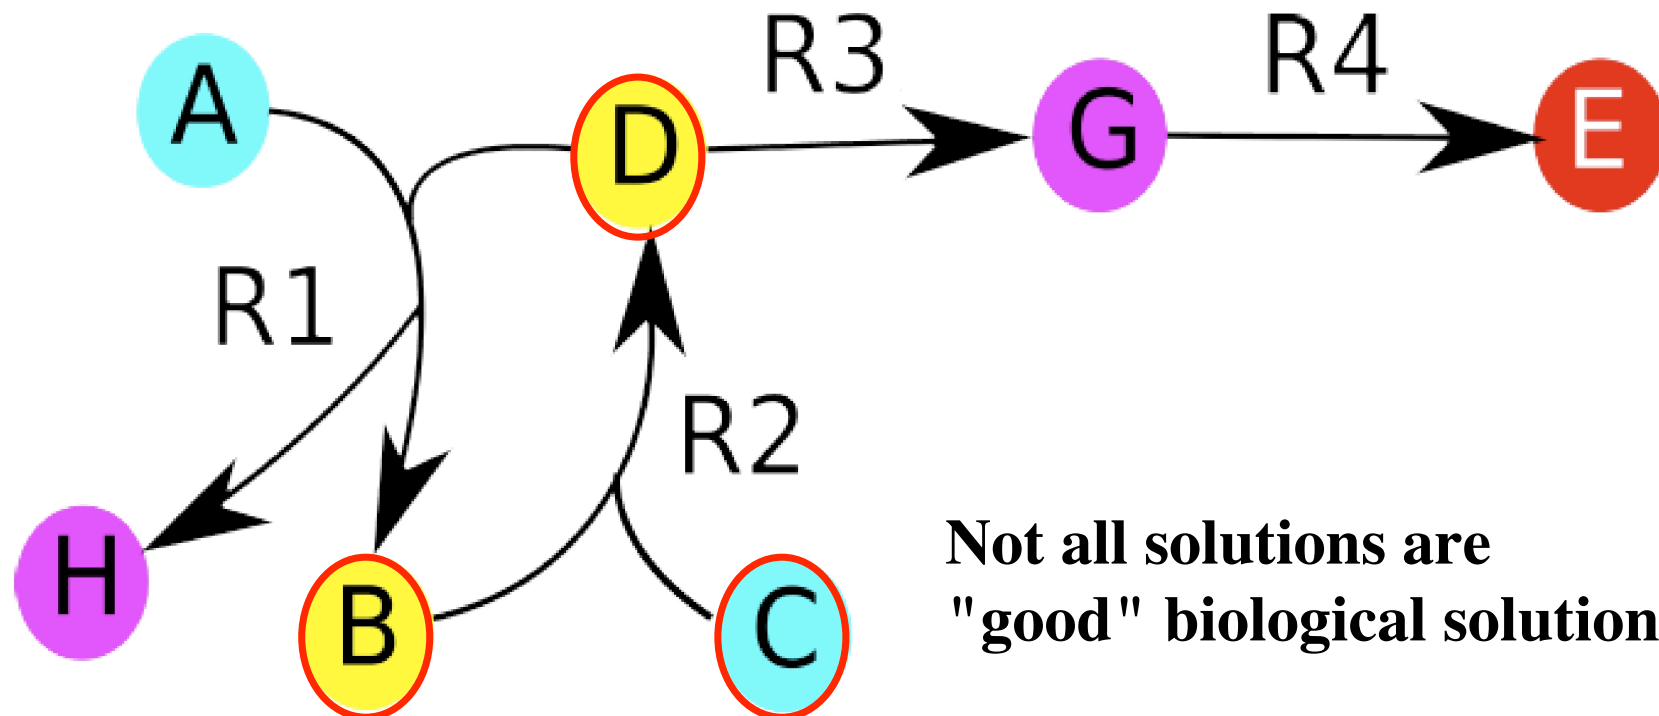 R3
R4
A
D
G
E
R1
R2
H
B
C
Not all solutions are
"good" biological solution